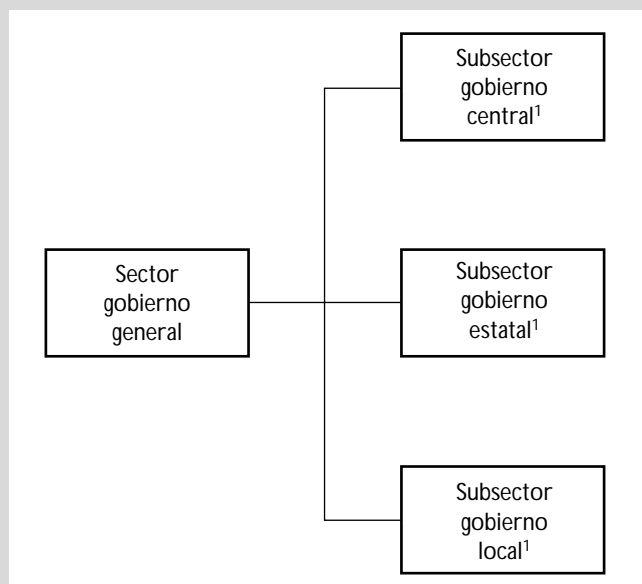 Subsector
gobierno
central¹
Sector
gobierno
general
Subsector
gobierno
estatal¹
Subsector
gobierno
local¹